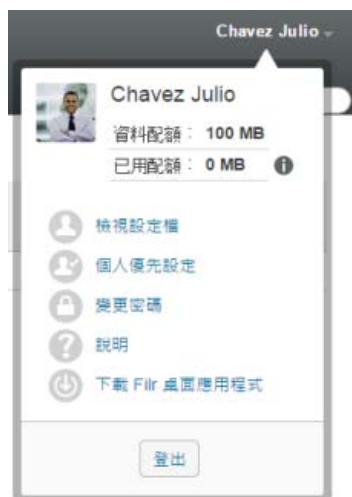 Chavez Julio
Chavez Julio
資料配額： 100 MB
已用配額： 0 MB
檢視設定檔
個人優先設定
變更密碼
說明
下載 Filr 桌面應用程式
登出